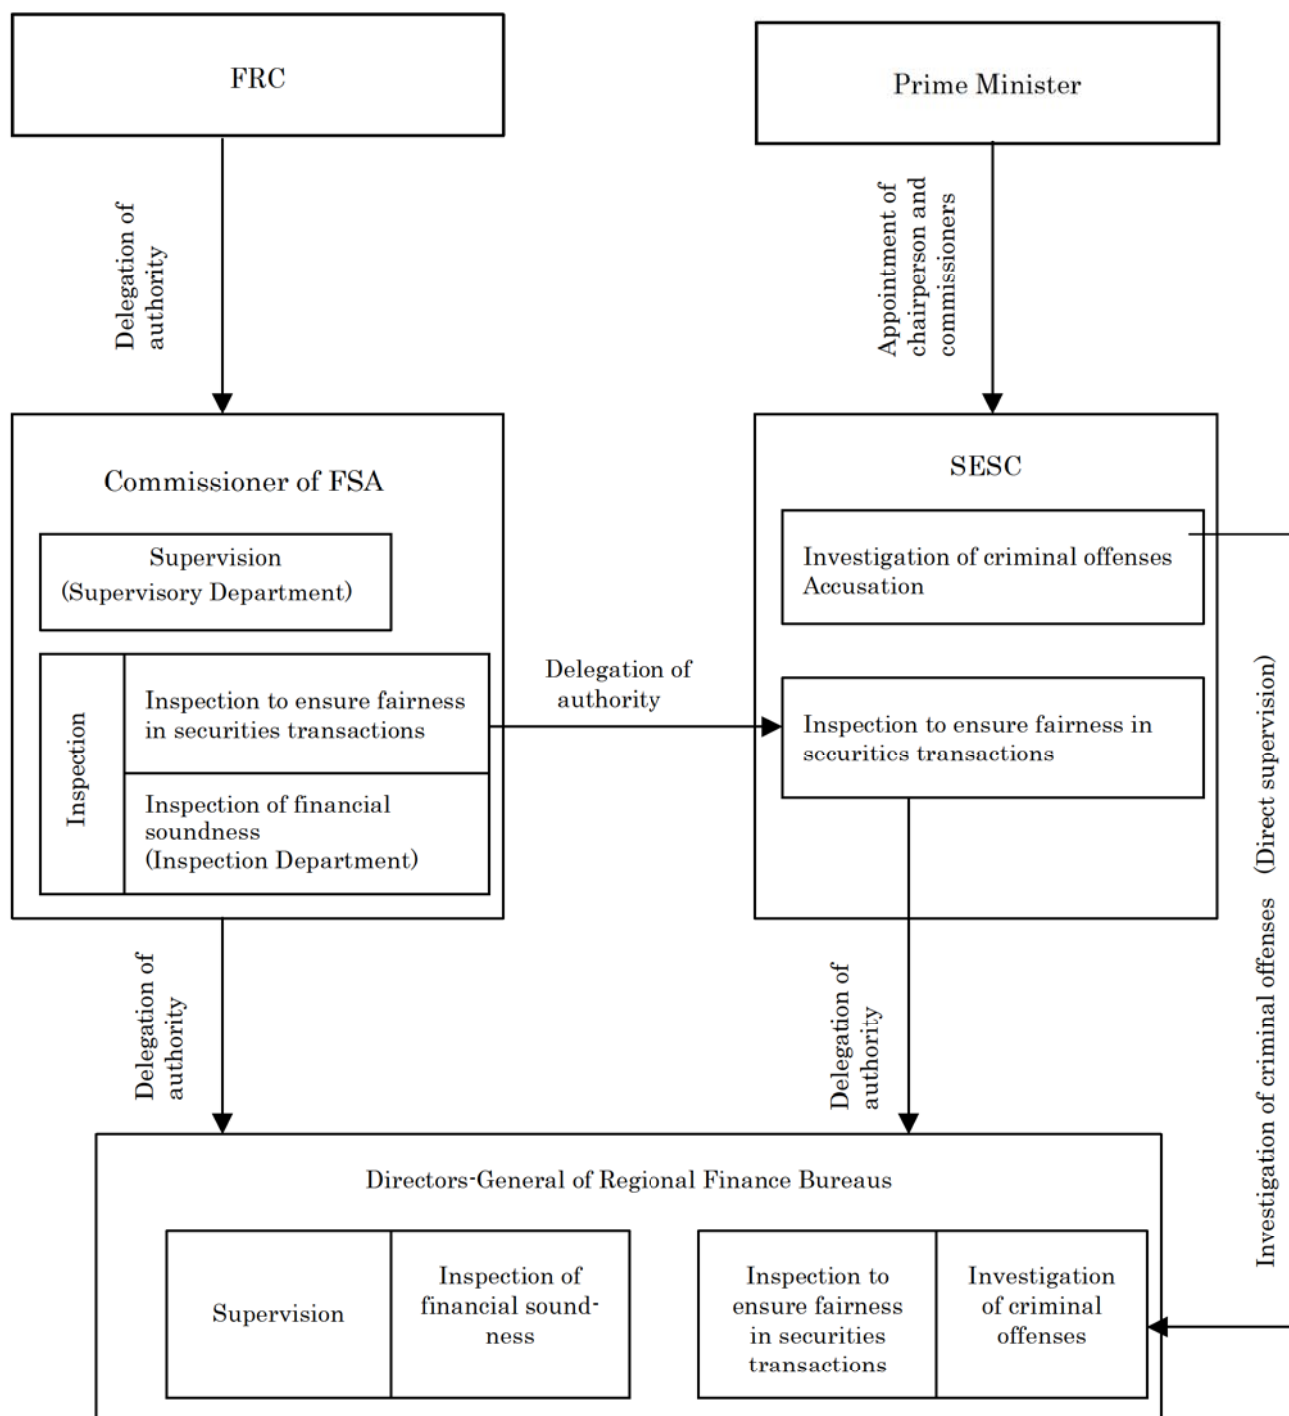 FRC
Prime Minister
Delegation of
authority
Appointment of
chairperson and
commissioners
Commissioner of FSA
Supervision
(Supervisory Department)
Inspection
Inspection to ensure fairness
in securities transactions
Inspection of financial
soundness
(Inspection Department)
Delegation of
authority
SESC
Investigation of criminal offenses
Accusation
Inspection to ensure fairness in
securities transactions
Investigation of criminal offenses (Direct supervision)
Delegation of
authority
Delegation of
authority
Directors-General of Regional Finance Bureaus
Supervision
Inspection of
financial sound-
ness
Inspection to
ensure fairness
in securities
transactions
Investigation
of criminal
offenses